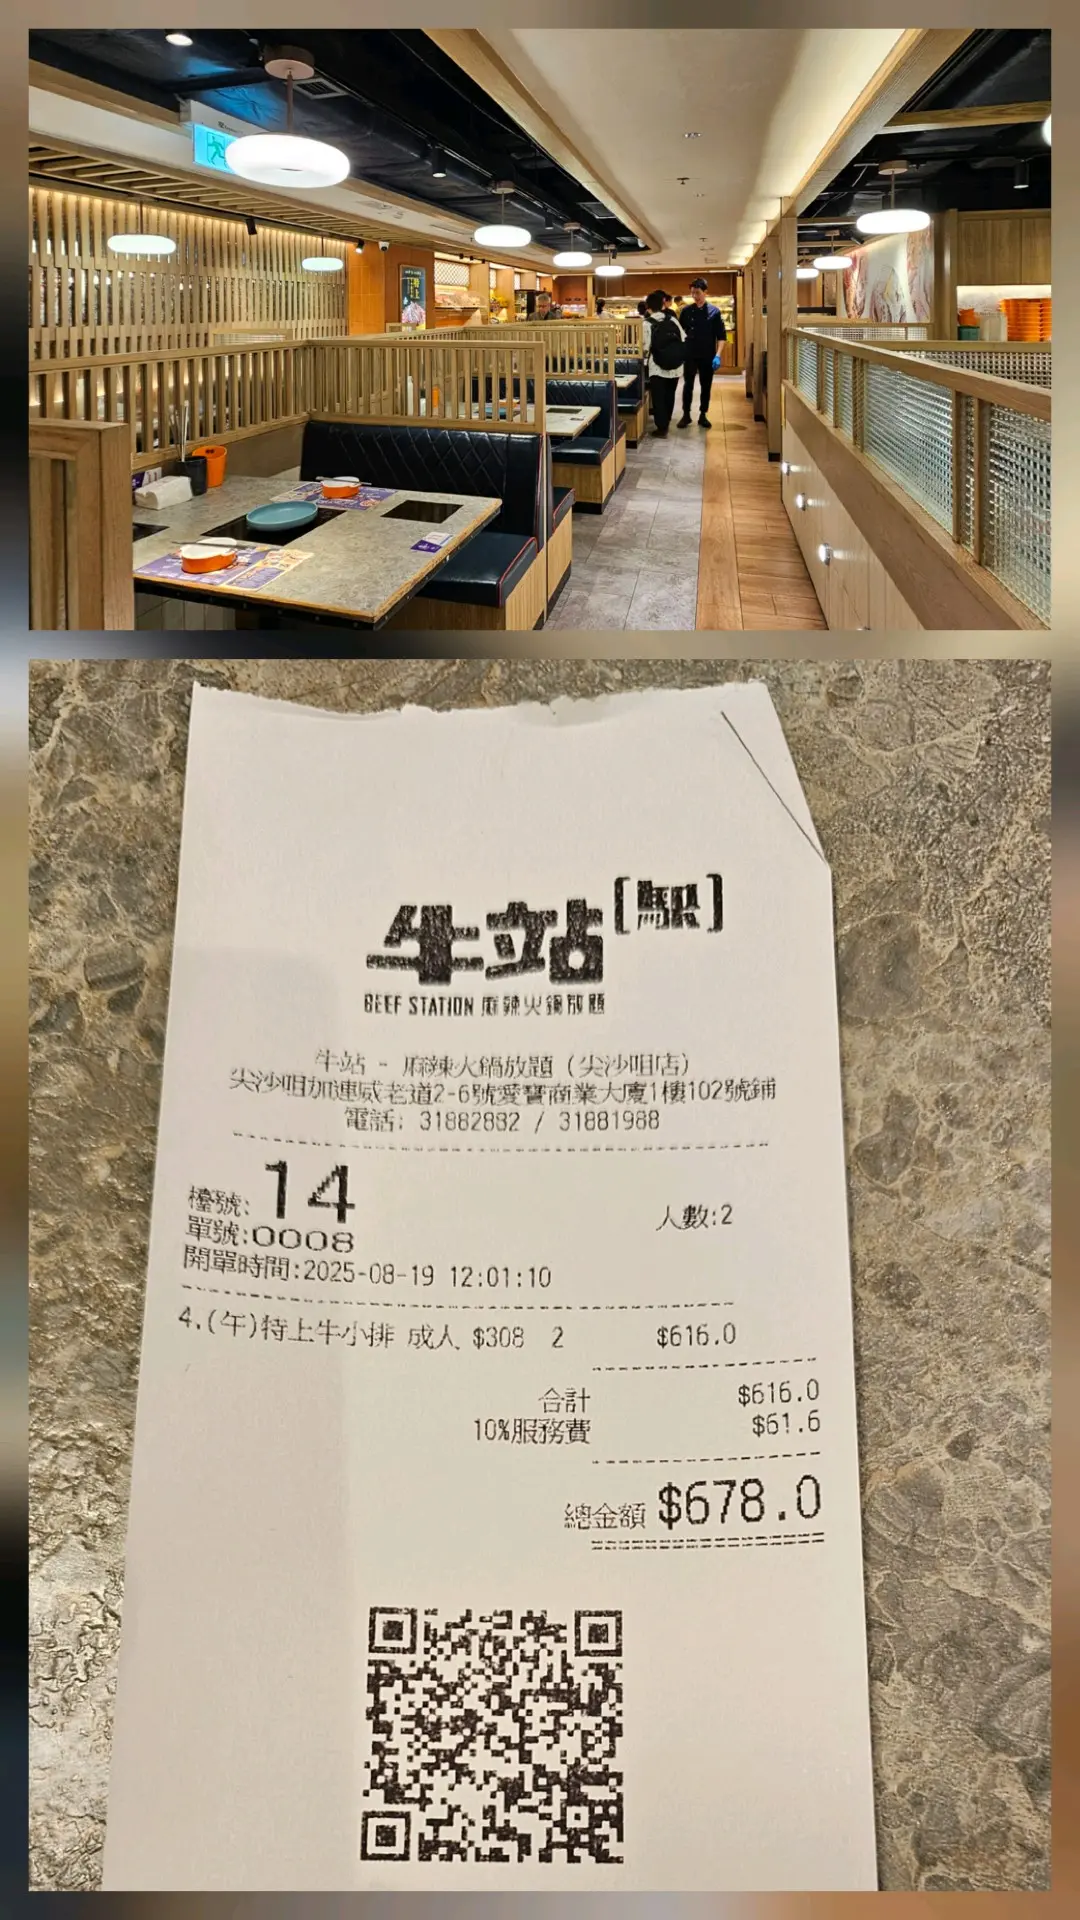 特上
牛站[駅]
BEEF STATION 麻辣火鍋放題
牛站 - 麻辣火鍋放題 (尖沙咀店)
尖沙咀加連威老道2-6號愛賓商業大廈1樓102號鋪
電話: 31882882 / 31881988
檯號: 14
人數:2
單號:0008
開單時間:2025-08-19 12:01:10
4.(午)特上牛小排 成人 $308 2 $616.0
合計 $616.0
10%服務費 $61.6
總金額 $678.0